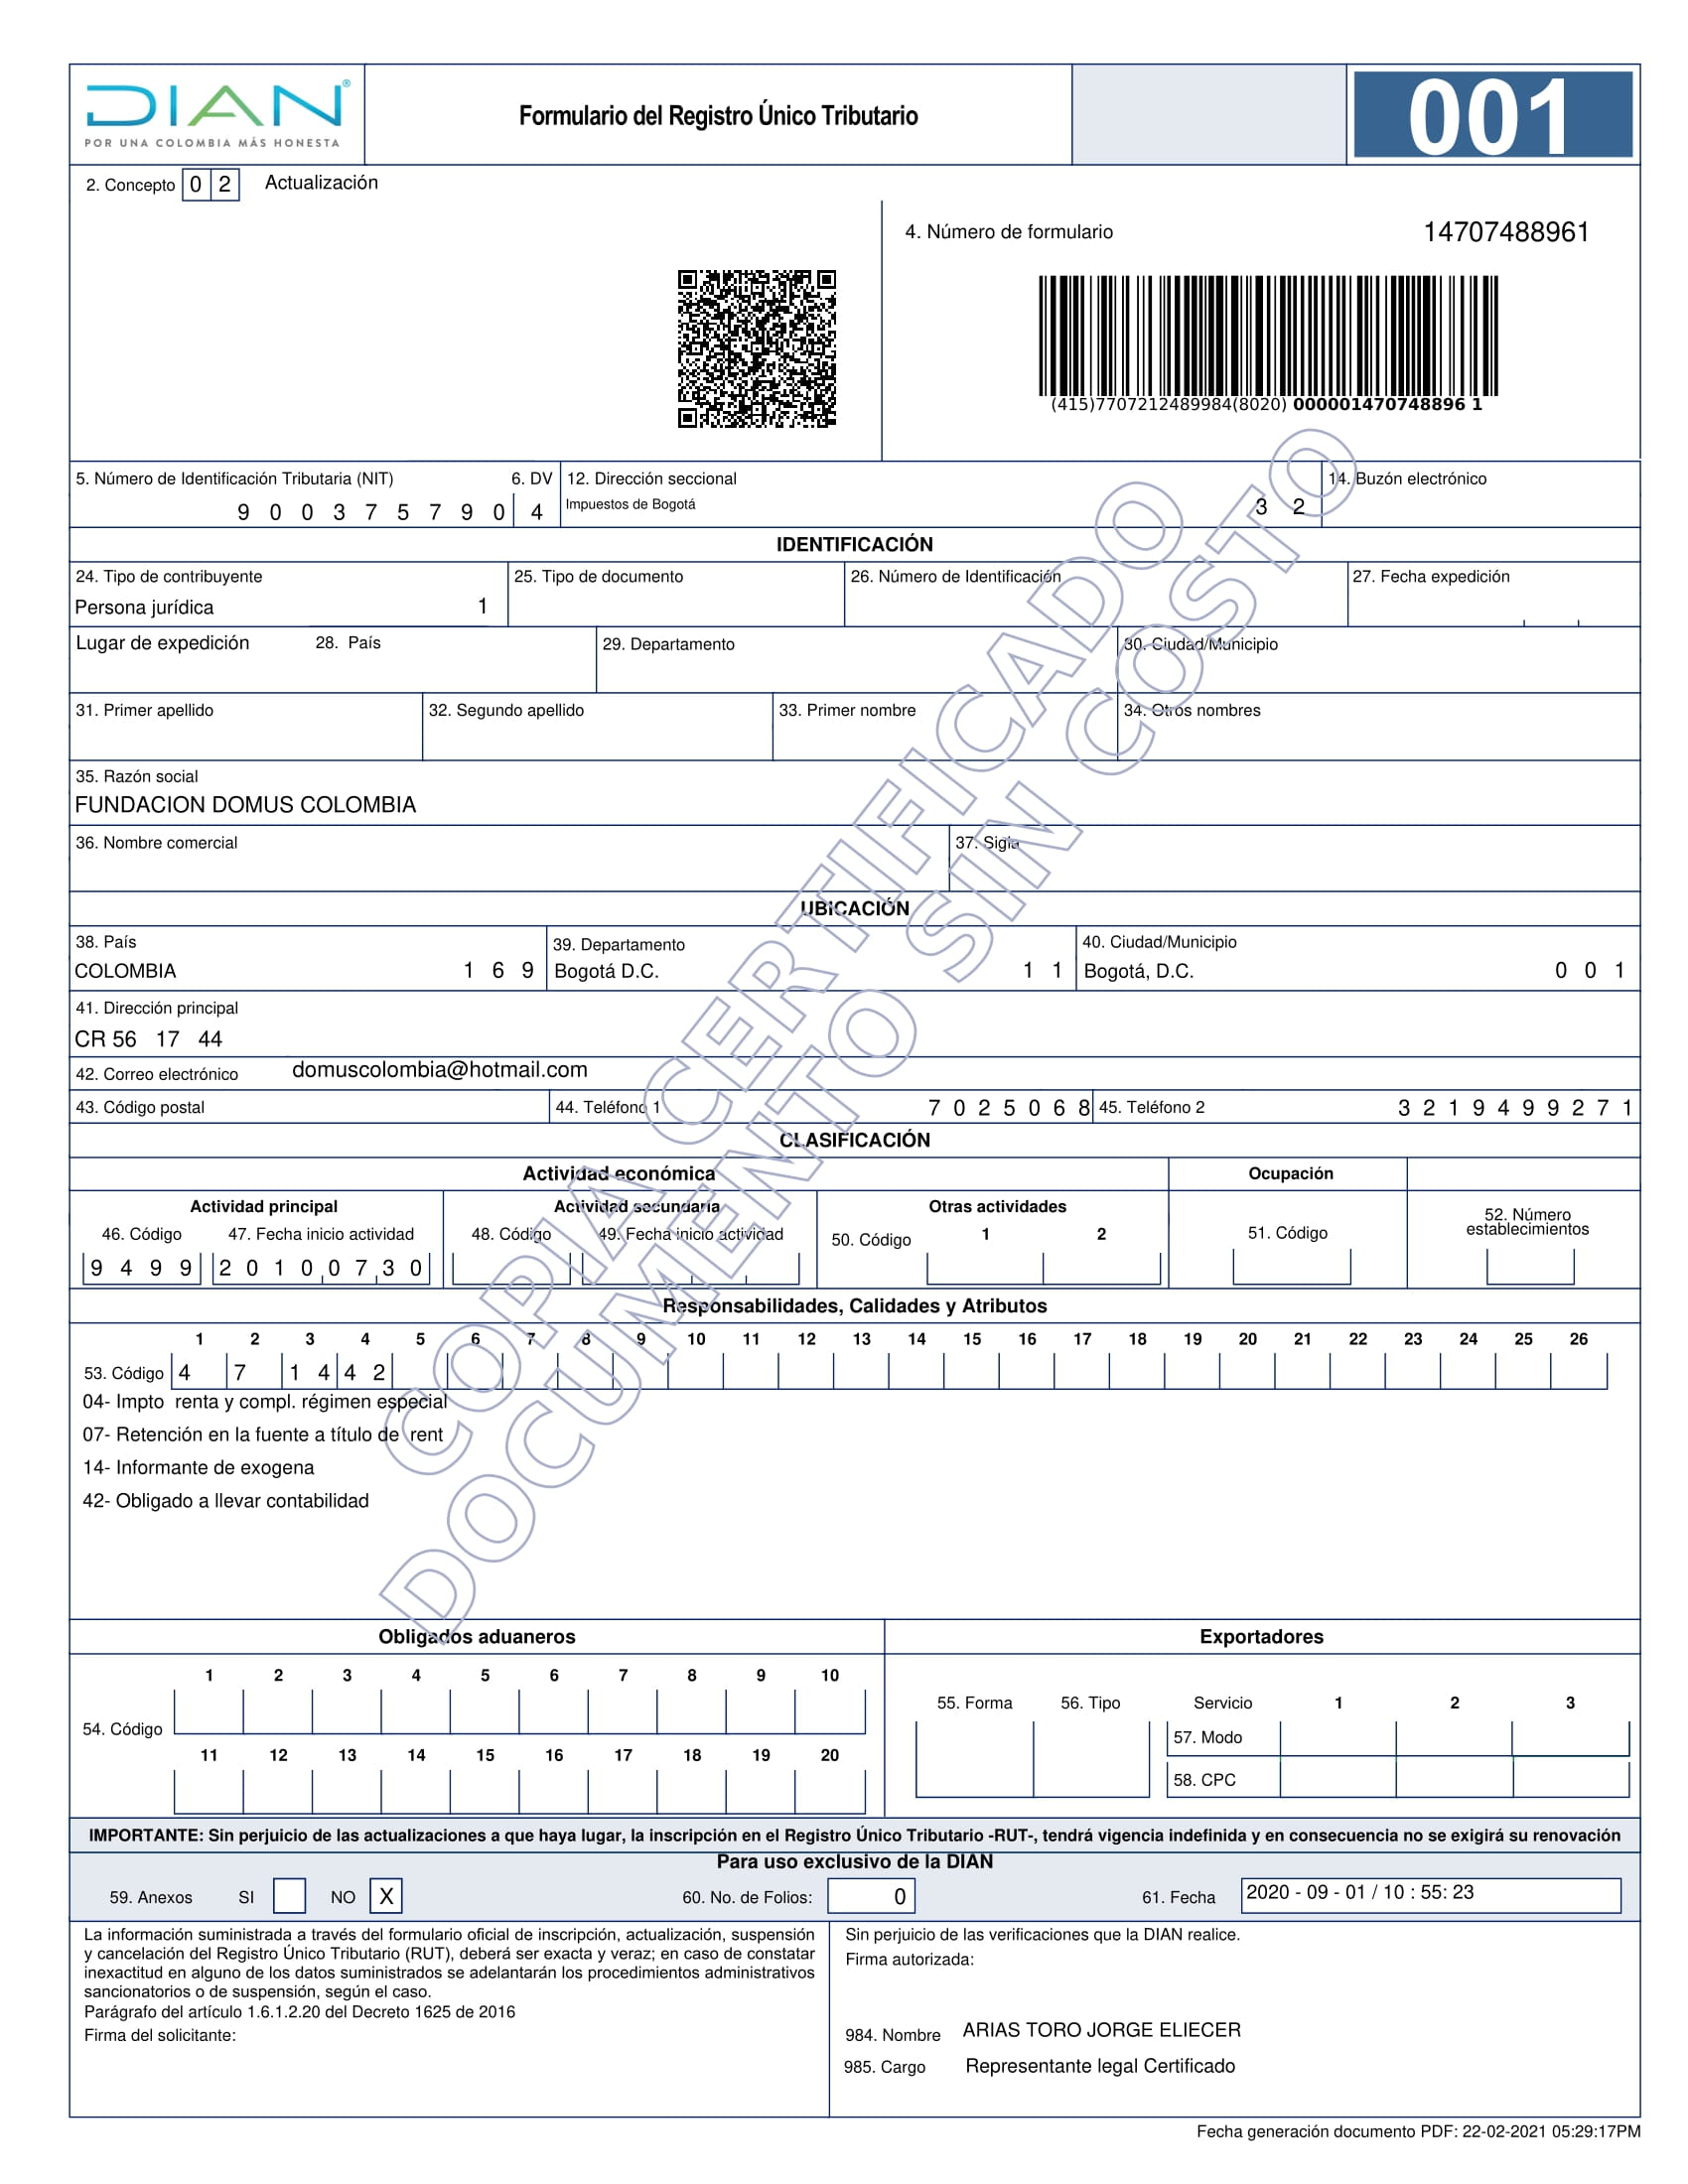 DIAN®
POR UNA COLOMBIA MÁS HONESTA
Formulario del Registro Único Tributario
001
2. Concepto 0 2 Actualización
4. Número de formulario 14707488961
(415)7707212489984(8020) 000001470748896 1
5. Número de Identificación Tributaria (NIT) 6. DV 12. Dirección seccional 14. Buzón electrónico
9 0 0 3 7 5 7 9 0 4 Impuestos de Bogotá 3 2
IDENTIFICACIÓN
24. Tipo de contribuyente 25. Tipo de documento 26. Número de Identificación 27. Fecha expedición
Persona jurídica 1
Lugar de expedición 28. País 29. Departamento 30. Ciudad/Municipio
31. Primer apellido 32. Segundo apellido 33. Primer nombre 34. Otros nombres
35. Razón social
FUNDACION DOMUS COLOMBIA
36. Nombre comercial 37. Sigla
UBICACIÓN
38. País 39. Departamento 40. Ciudad/Municipio
COLOMBIA 1 6 9 Bogotá D.C. 1 1 Bogotá, D.C. 0 0 1
41. Dirección principal
CR 56 17 44
42. Correo electrónico domuscolombia@hotmail.com
43. Código postal 44. Teléfono 1 7 0 2 5 0 6 8 45. Teléfono 2 3 2 1 9 4 9 9 2 7 1
CLASIFICACIÓN
Actividad económica Ocupación
Actividad principal Actividad secundaria Otras actividades 52. Número establecimientos
46. Código 47. Fecha inicio actividad 48. Código 49. Fecha inicio actividad 50. Código 1 2 51. Código
9 4 9 9 2 0 1 0 0 7 3 0
Responsabilidades, Calidades y Atributos
1 2 3 4 5 6 7 8 9 10 11 12 13 14 15 16 17 18 19 20 21 22 23 24 25 26
53. Código 4 7 1 4 4 2
04- Impto renta y compl. régimen especial
07- Retención en la fuente a título de rent
14- Informante de exogena
42- Obligado a llevar contabilidad
COPIA CERTIFICADO
DOCUMENTO SIN COSTO
Obligados aduaneros Exportadores
1 2 3 4 5 6 7 8 9 10
54. Código
11 12 13 14 15 16 17 18 19 20
55. Forma 56. Tipo Servicio 1 2 3
57. Modo
58. CPC
IMPORTANTE: Sin perjuicio de las actualizaciones a que haya lugar, la inscripción en el Registro Único Tributario -RUT-, tendrá vigencia indefinida y en consecuencia no se exigirá su renovación
Para uso exclusivo de la DIAN
59. Anexos SI NO X 60. No. de Folios: 0 61. Fecha 2020 - 09 - 01 / 10 : 55: 23
La información suministrada a través del formulario oficial de inscripción, actualización, suspensión
y cancelación del Registro Único Tributario (RUT), deberá ser exacta y veraz; en caso de constatar
inexactitud en alguno de los datos suministrados se adelantarán los procedimientos administrativos
sancionatorios o de suspensión, según el caso.
Parágrafo del artículo 1.6.1.2.20 del Decreto 1625 de 2016
Firma del solicitante:
Sin perjuicio de las verificaciones que la DIAN realice.
Firma autorizada:
984. Nombre ARIAS TORO JORGE ELIECER
985. Cargo Representante legal Certificado
Fecha generación documento PDF: 22-02-2021 05:29:17PM